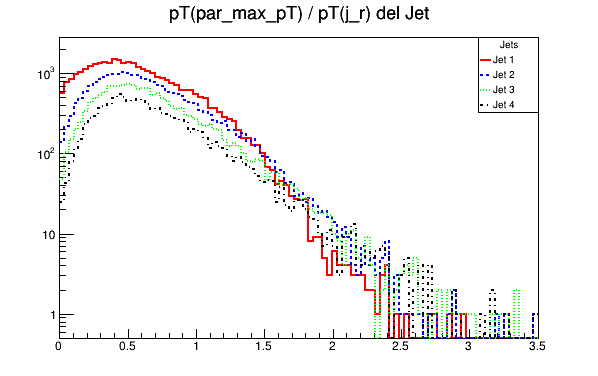 pT(par_max_pT) / pT(j_r) del Jet
Jets
Jet 1
Jet 2
Jet 3
Jet 4
10³
10²
10
1
0 0.5 1 1.5 2 2.5 3 3.5